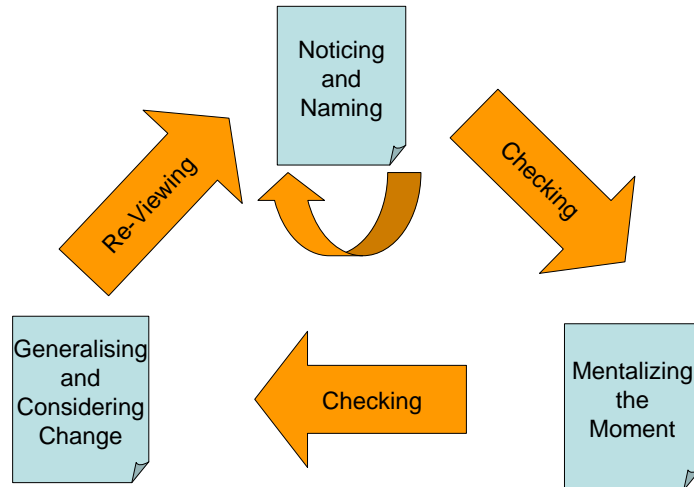 Noticing
and
Naming
Checking
Mentalizing
the
Moment
Checking
Generalising
and
Considering
Change
Re-Viewing